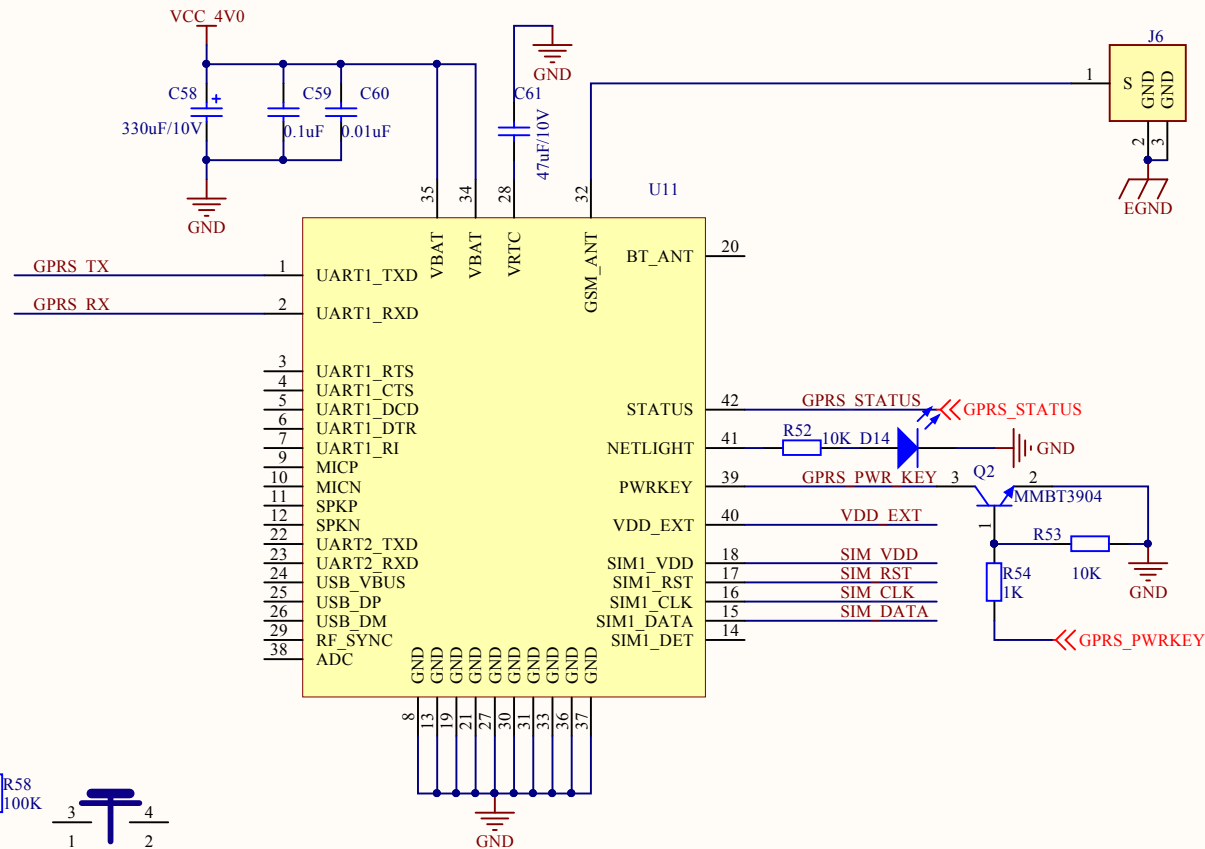 VCC_4V0
C58
330uF/10V
C59
0.1uF
C60
0.01uF
GND
GND
C61
47uF/10V
J6
1
S
GND
GND
2
3
EGND
U11
35
34
28
32
VBAT
VBAT
VRTC
GSM_ANT
BT_ANT
20
GPRS_TX
1
UART1_TXD
GPRS_RX
2
UART1_RXD
3
UART1_RTS
4
UART1_CTS
5
UART1_DCD
6
UART1_DTR
7
UART1_RI
9
MICP
10
MICN
11
SPKP
12
SPKN
22
UART2_TXD
23
UART2_RXD
24
USB_VBUS
25
USB_DP
26
USB_DM
29
RF_SYNC
38
ADC
STATUS
42
GPRS_STATUS
GPRS_STATUS
NETLIGHT
41
R52
10K
D14
GND
PWRKEY
39
GPRS_PWR_KEY
3
Q2
2
MMBT3904
1
VDD_EXT
40
VDD_EXT
R53
10K
GND
SIM1_VDD
18
SIM_VDD
SIM1_RST
17
SIM_RST
SIM1_CLK
16
SIM_CLK
SIM1_DATA
15
SIM_DATA
SIM1_DET
14
R54
1K
GPRS_PWRKEY
GND
GND
GND
GND
GND
GND
GND
GND
GND
GND
8
13
19
21
27
30
31
33
36
37
GND
R58
100K
3
4
1
2